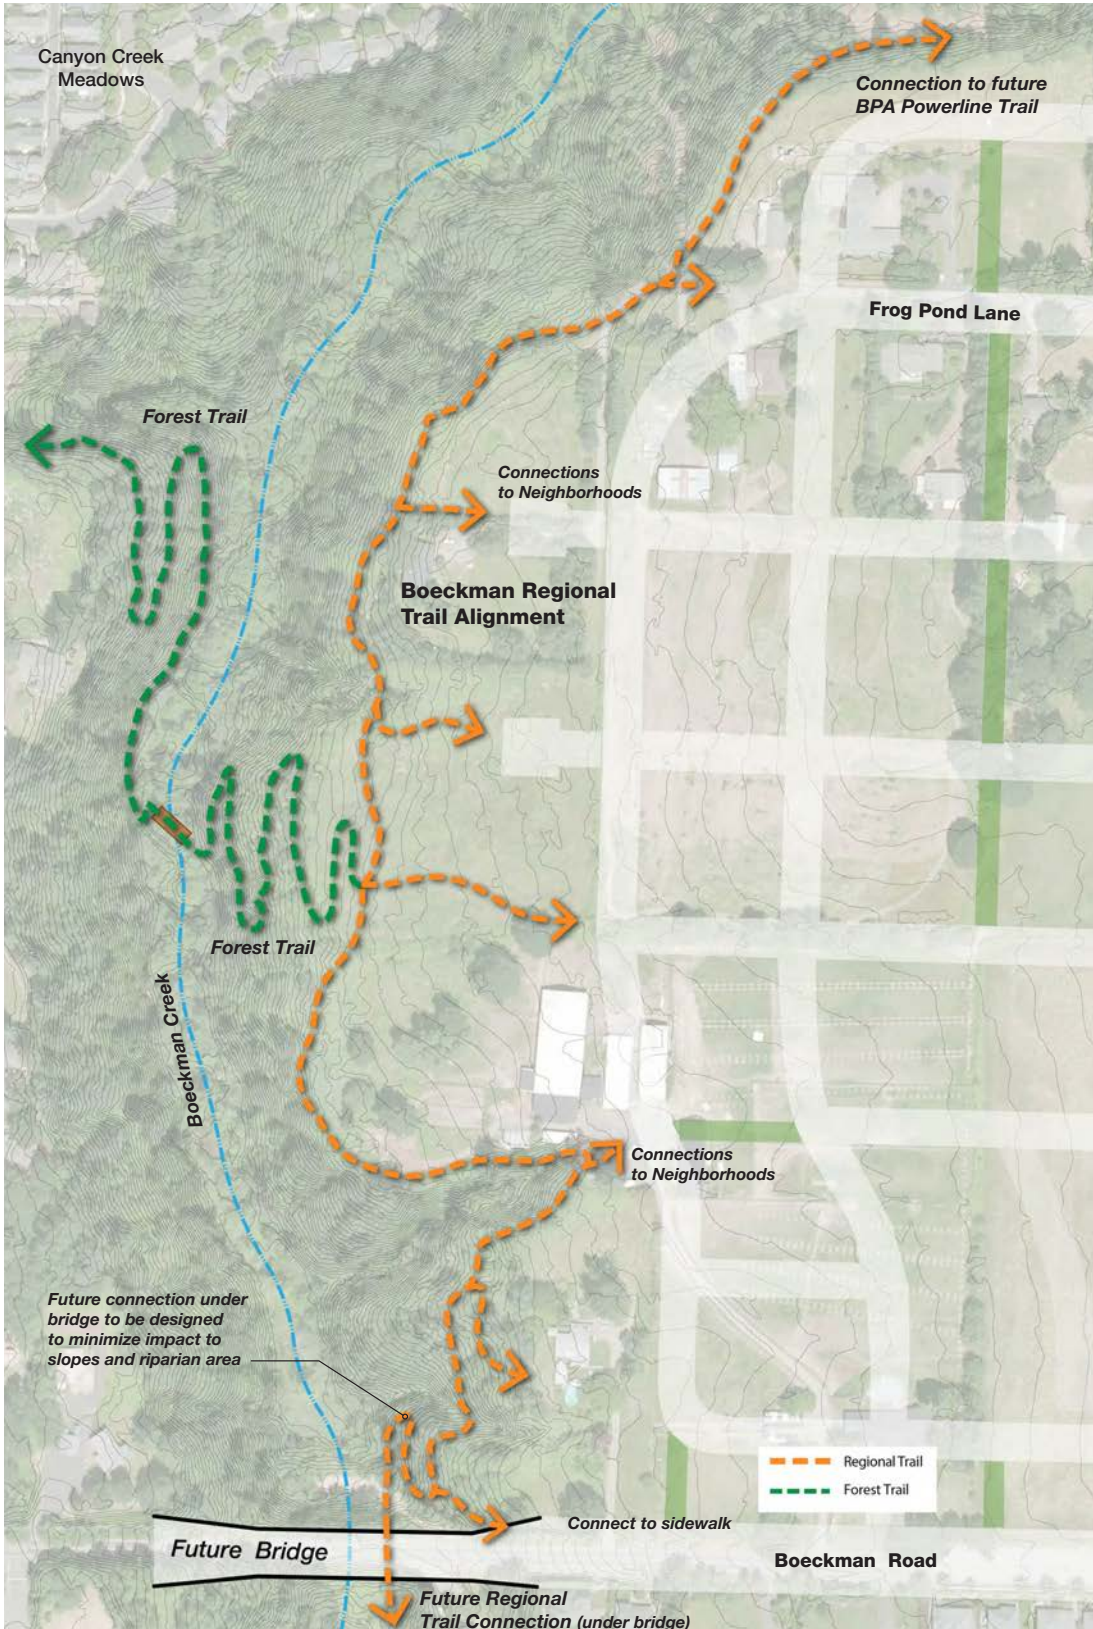 Canyon Creek
Meadows
Connection to future
BPA Powerline Trail
Frog Pond Lane
Forest Trail
Connections
to Neighborhoods
Boeckman Regional
Trail Alignment
Forest Trail
Boeckman Creek
Connections
to Neighborhoods
Future connection under
bridge to be designed
to minimize impact to
slopes and riparian area
Regional Trail
Forest Trail
Connect to sidewalk
Future Bridge
Boeckman Road
Future Regional
Trail Connection (under bridge)